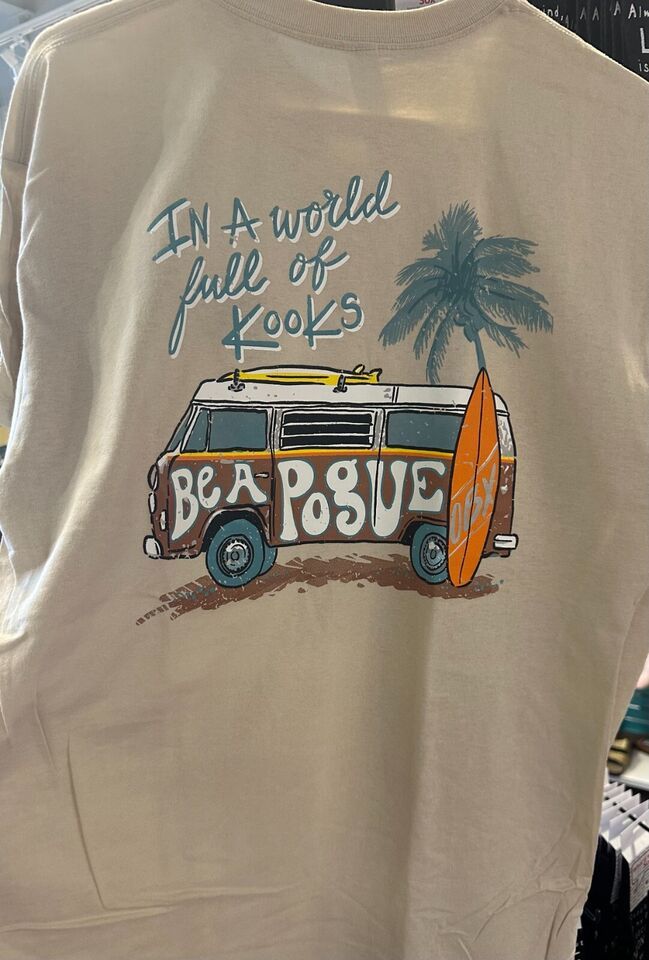 IN A world
full of
KOOKS
Be A POgUE
OBX